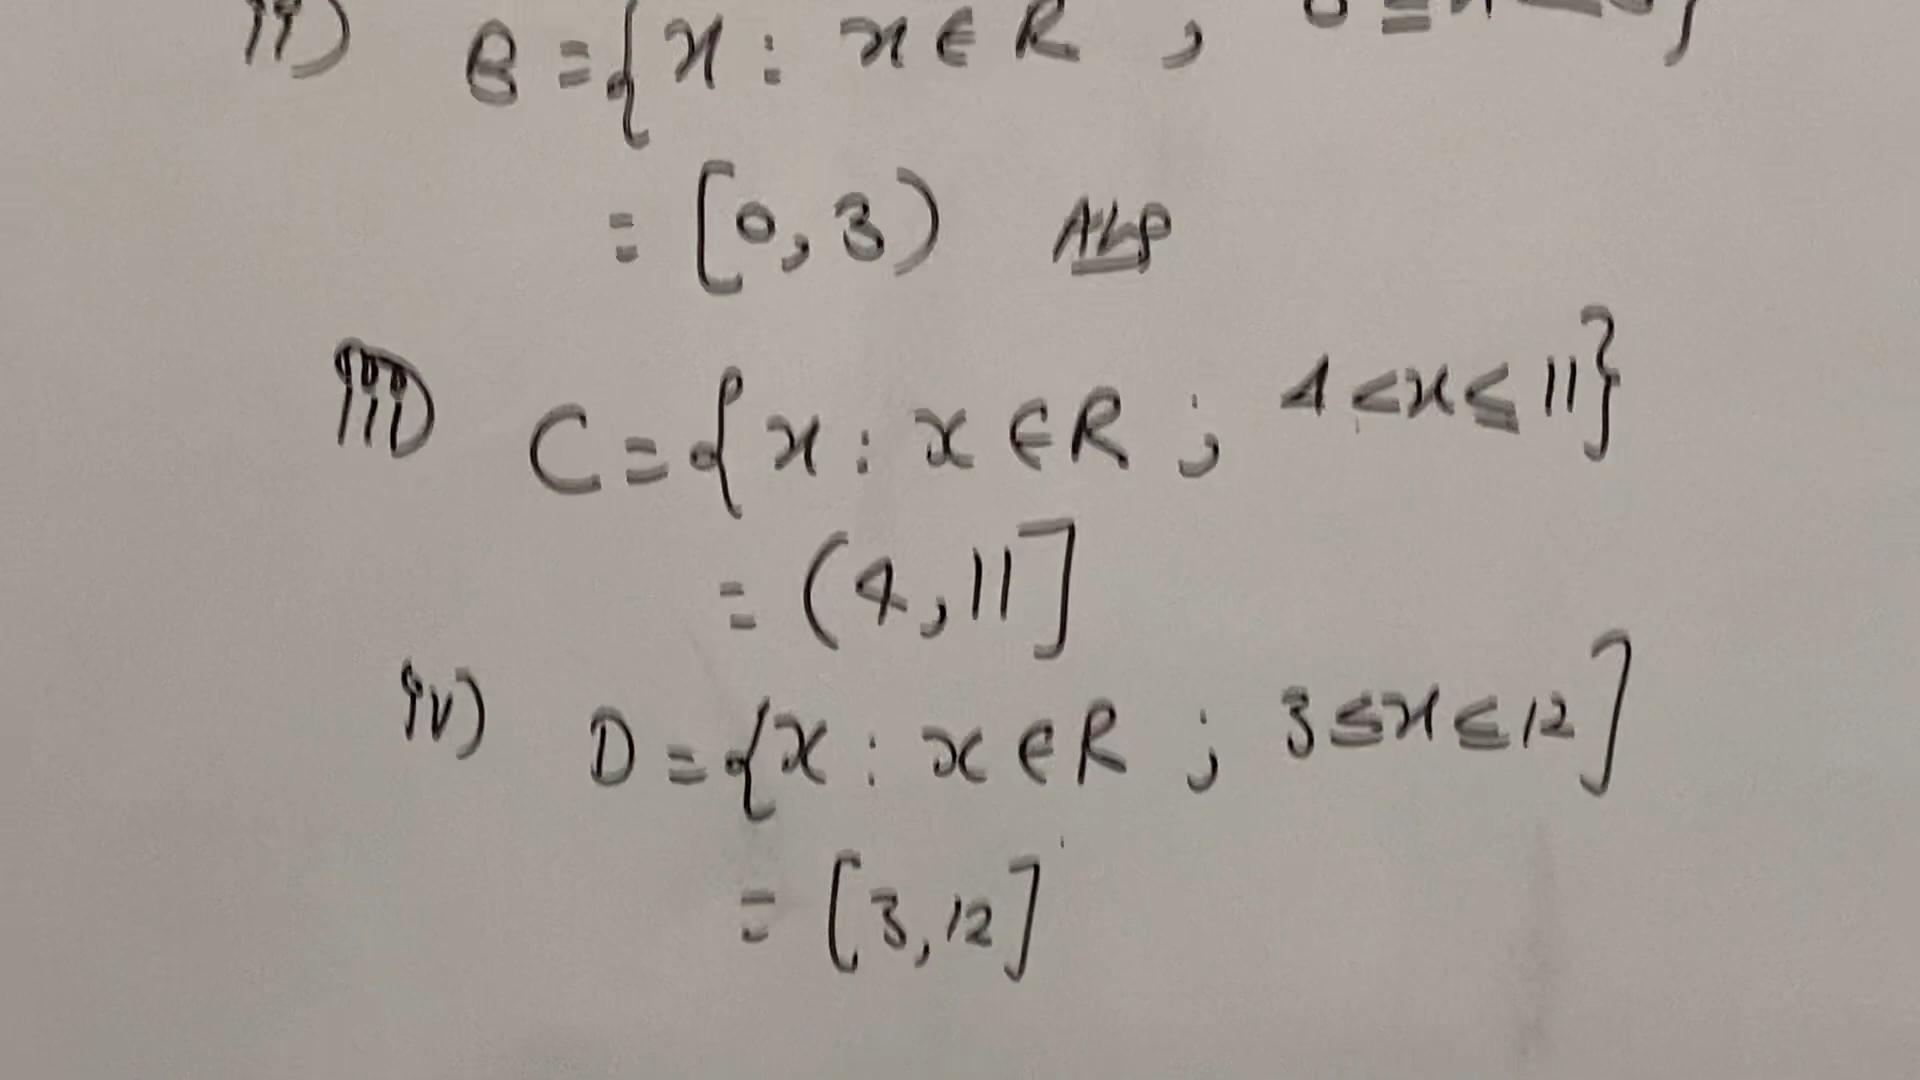 ii) B = {x : x ∈ R ,
= [0, 3) Ans
iii) C = {x : x ∈ R ; 4 < x ≤ 11}
= (4, 11]
iv) D = {x : x ∈ R ; 3 ≤ x ≤ 12]
= [3, 12]